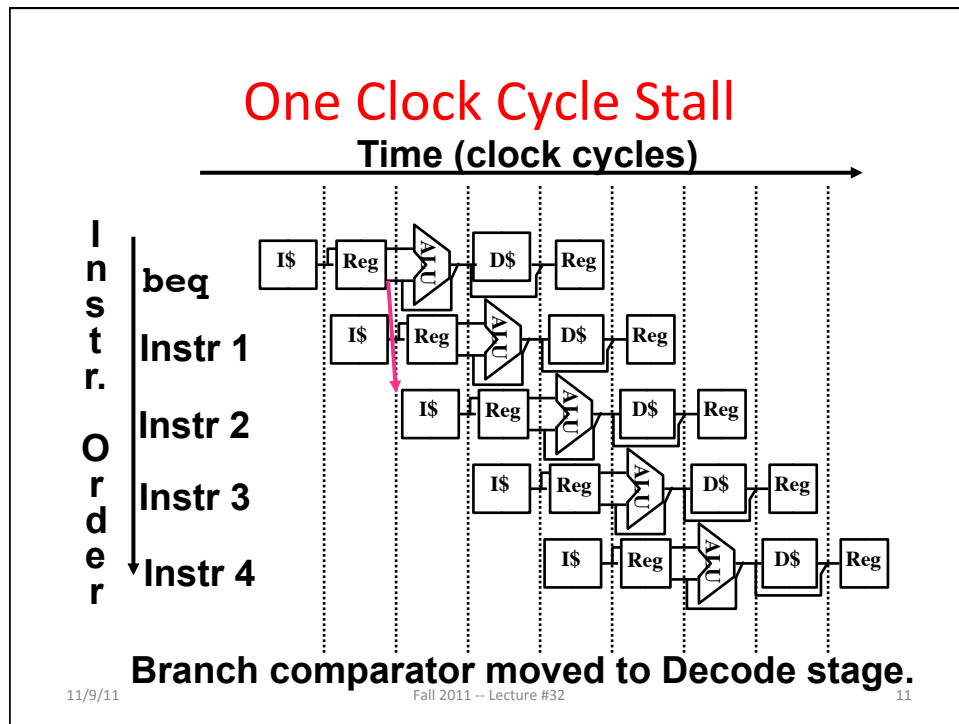 One Clock Cycle Stall
Time (clock cycles)
Instr. Order
beq
I$ Reg ALU D$ Reg
Instr 1
I$ Reg ALU D$ Reg
Instr 2
I$ Reg ALU D$ Reg
Instr 3
I$ Reg ALU D$ Reg
Instr 4
I$ Reg ALU D$ Reg
Branch comparator moved to Decode stage.
11/9/11
Fall 2011 -- Lecture #32
11